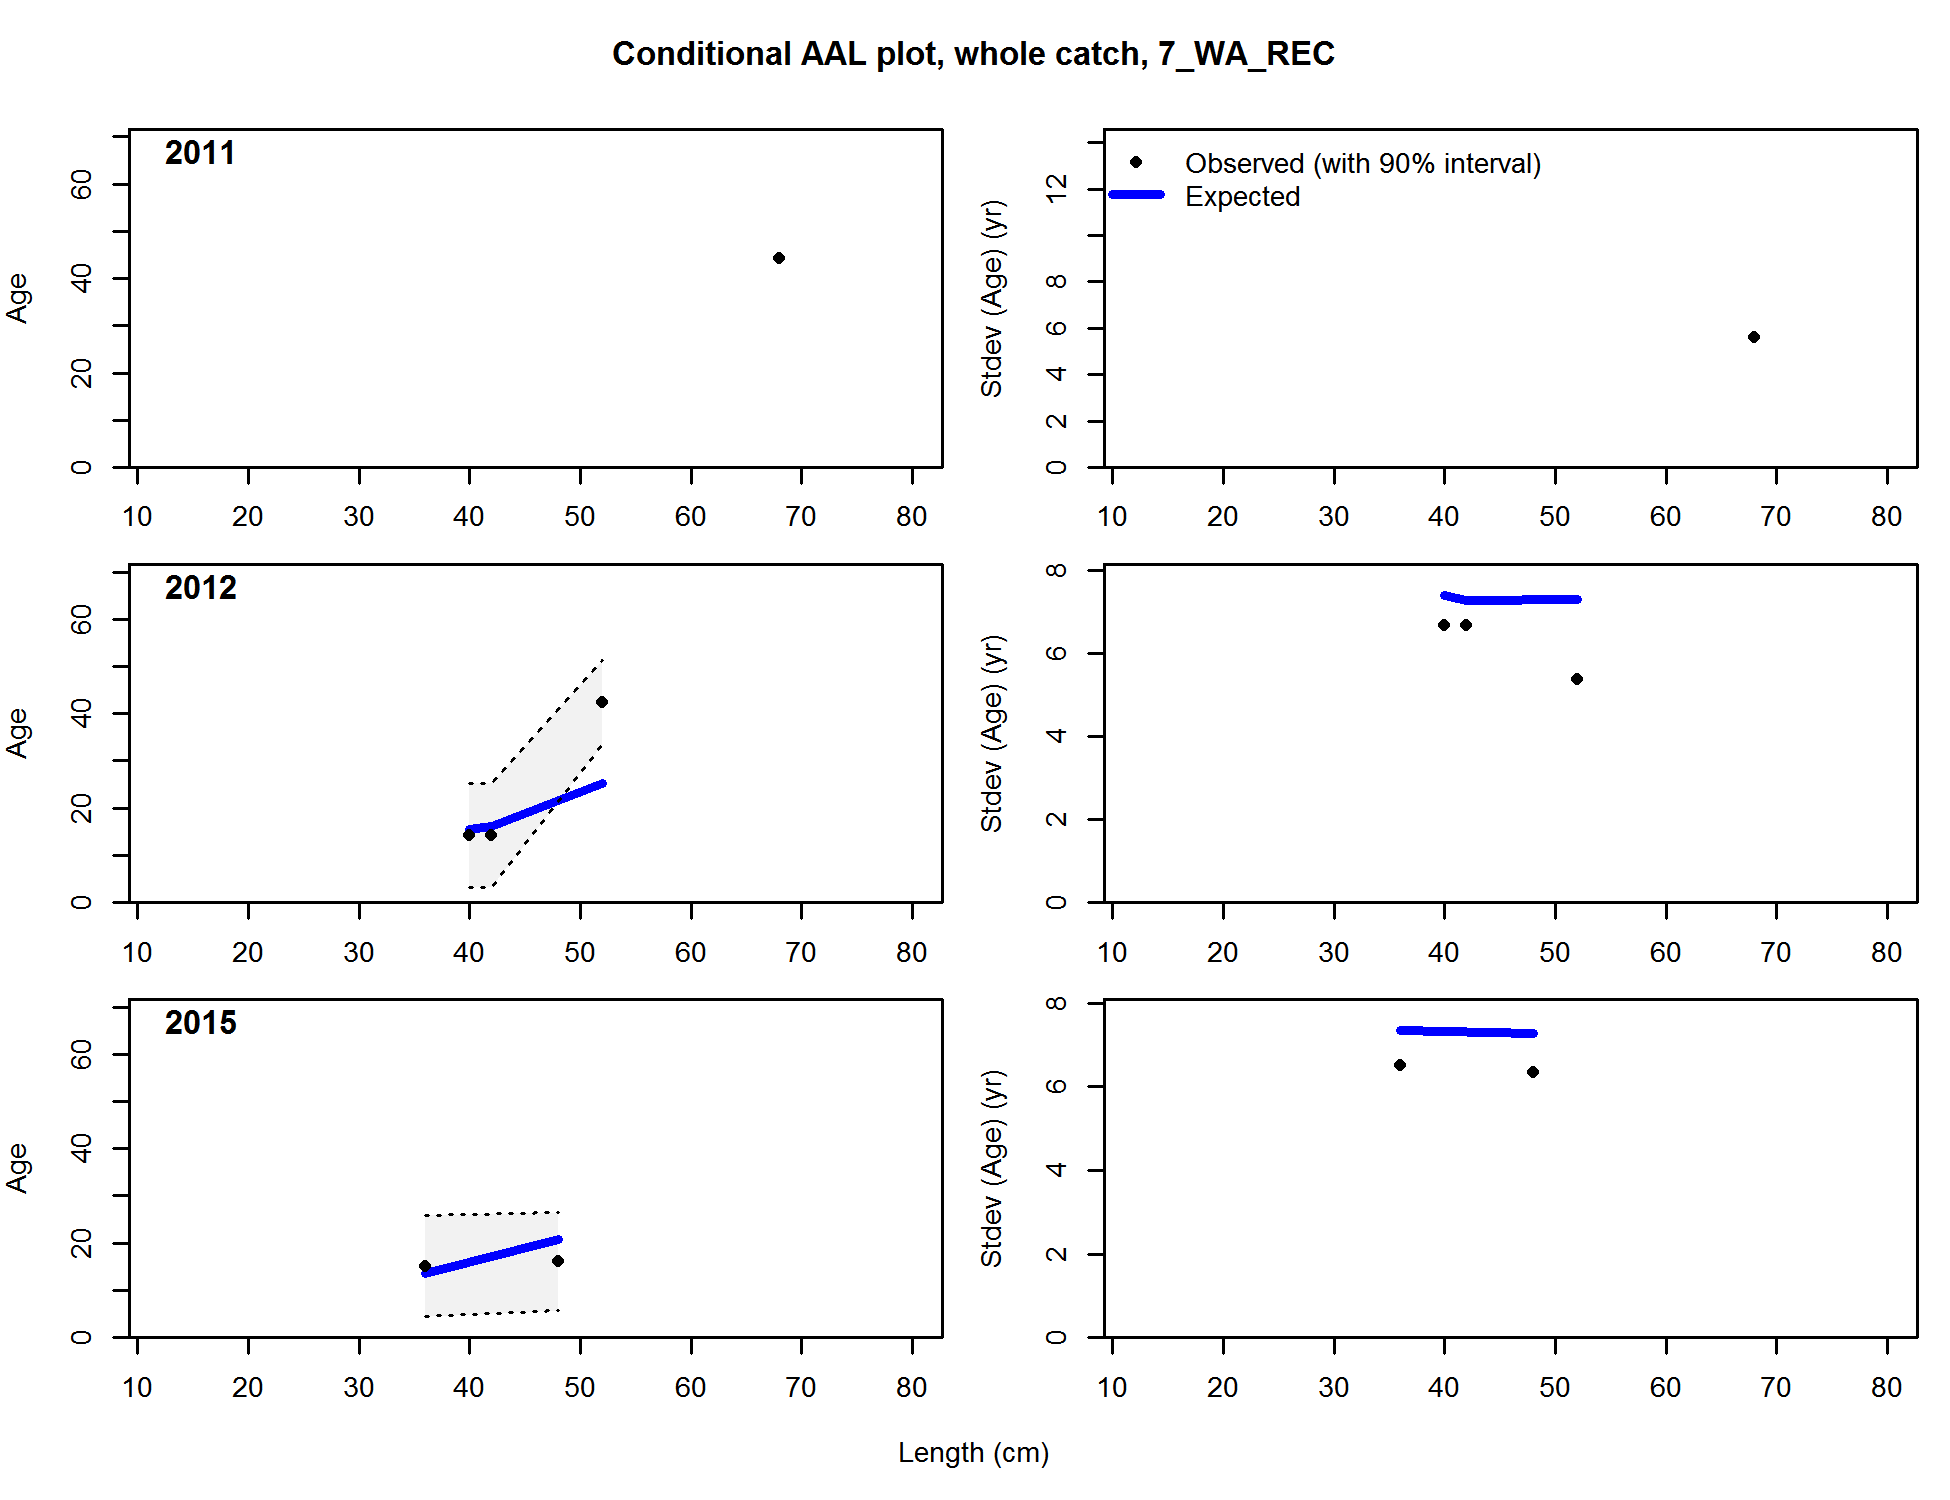 Conditional AAL plot, whole catch, 7_WA_REC
2011
Age
0 20 40 60
10 20 30 40 50 60 70 80
Observed (with 90% interval)
Expected
Stdev (Age) (yr)
0 2 4 6 8 12
10 20 30 40 50 60 70 80
2012
Age
0 20 40 60
10 20 30 40 50 60 70 80
Stdev (Age) (yr)
0 2 4 6 8
10 20 30 40 50 60 70 80
2015
Age
0 20 40 60
10 20 30 40 50 60 70 80
Stdev (Age) (yr)
0 2 4 6 8
10 20 30 40 50 60 70 80
Length (cm)